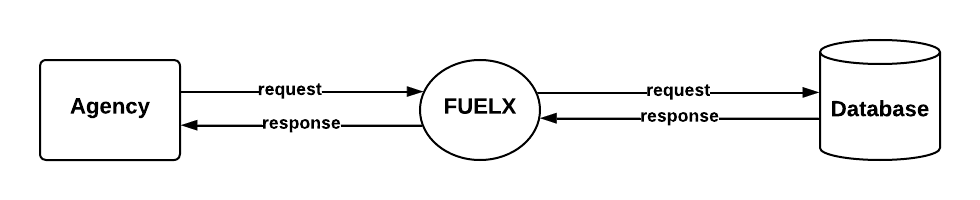 Agency
request
response
FUELX
request
response
Database